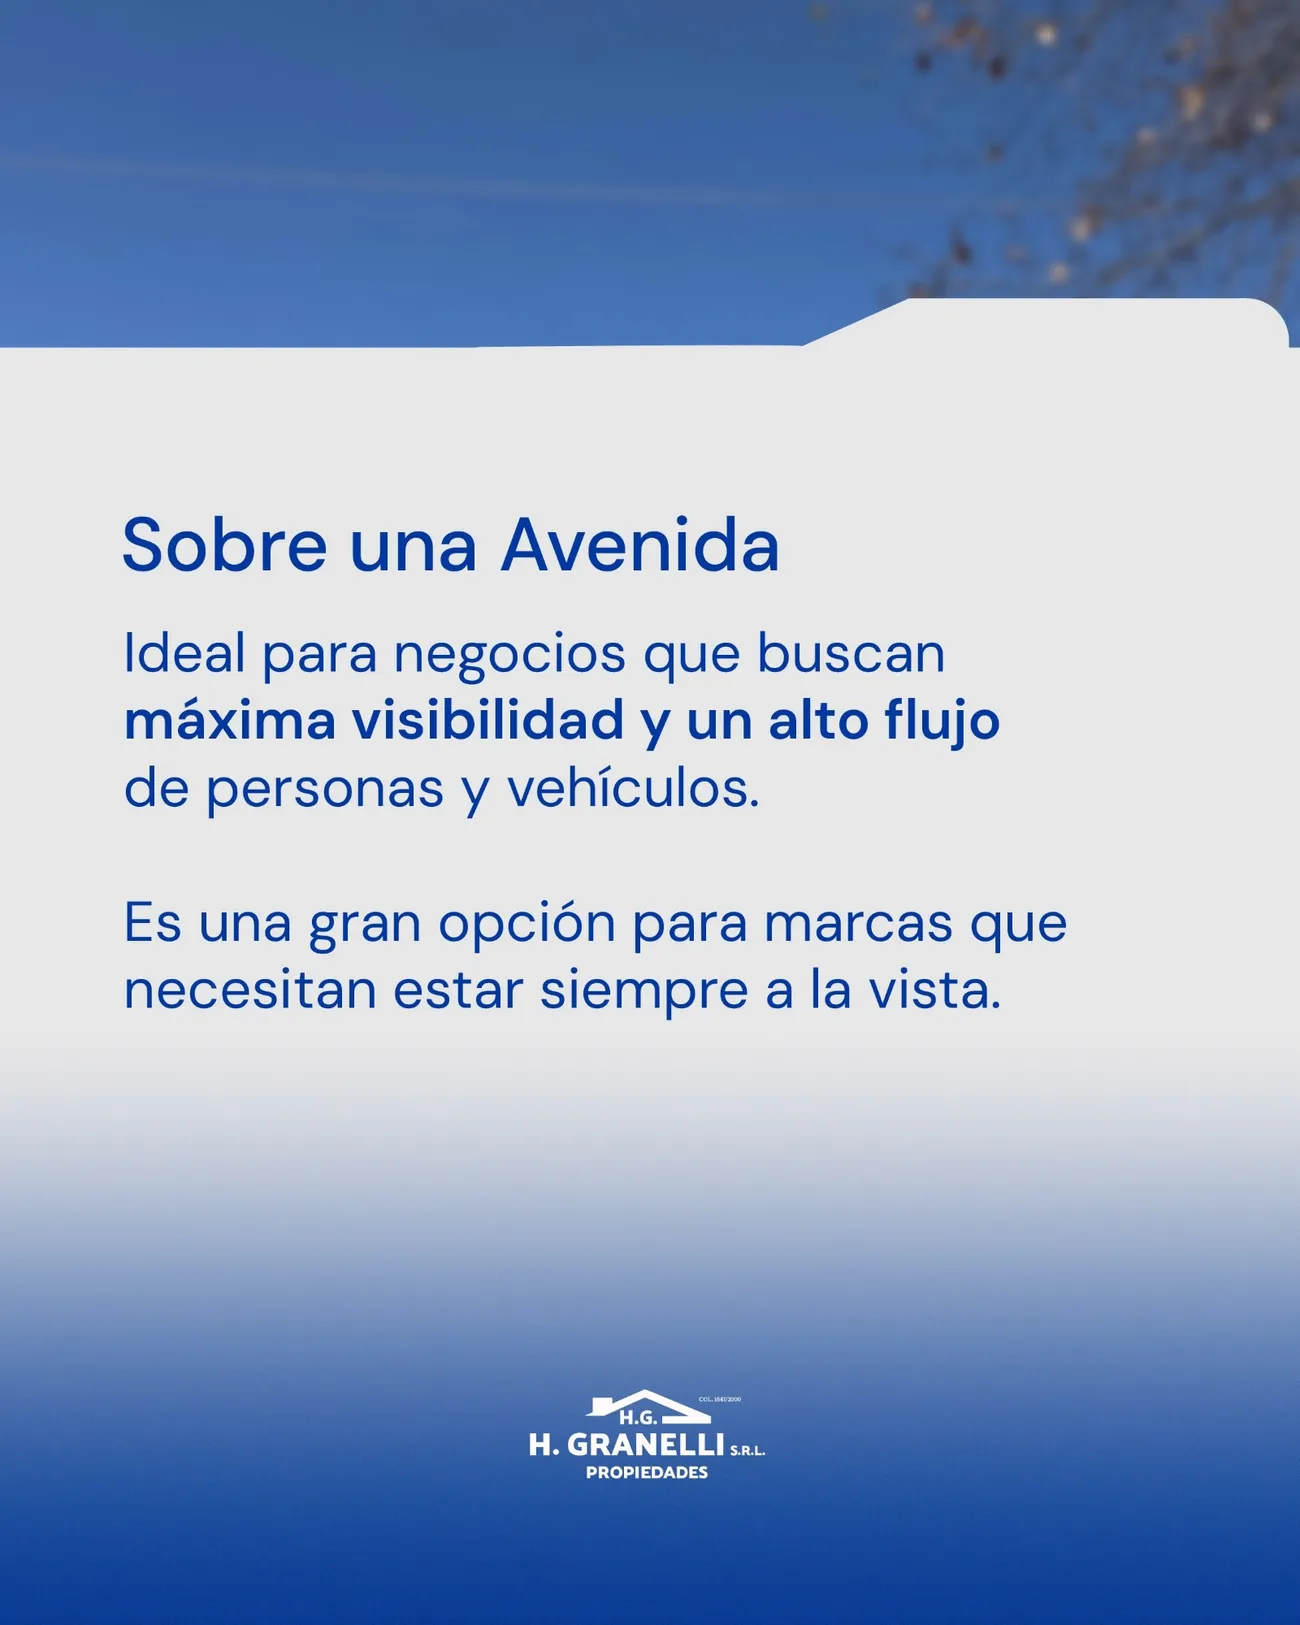 Sobre una Avenida
Ideal para negocios que buscan
máxima visibilidad y un alto flujo
de personas y vehículos.
Es una gran opción para marcas que
necesitan estar siempre a la vista.
H.G.
H. GRANELLI S.R.L.
PROPIEDADES